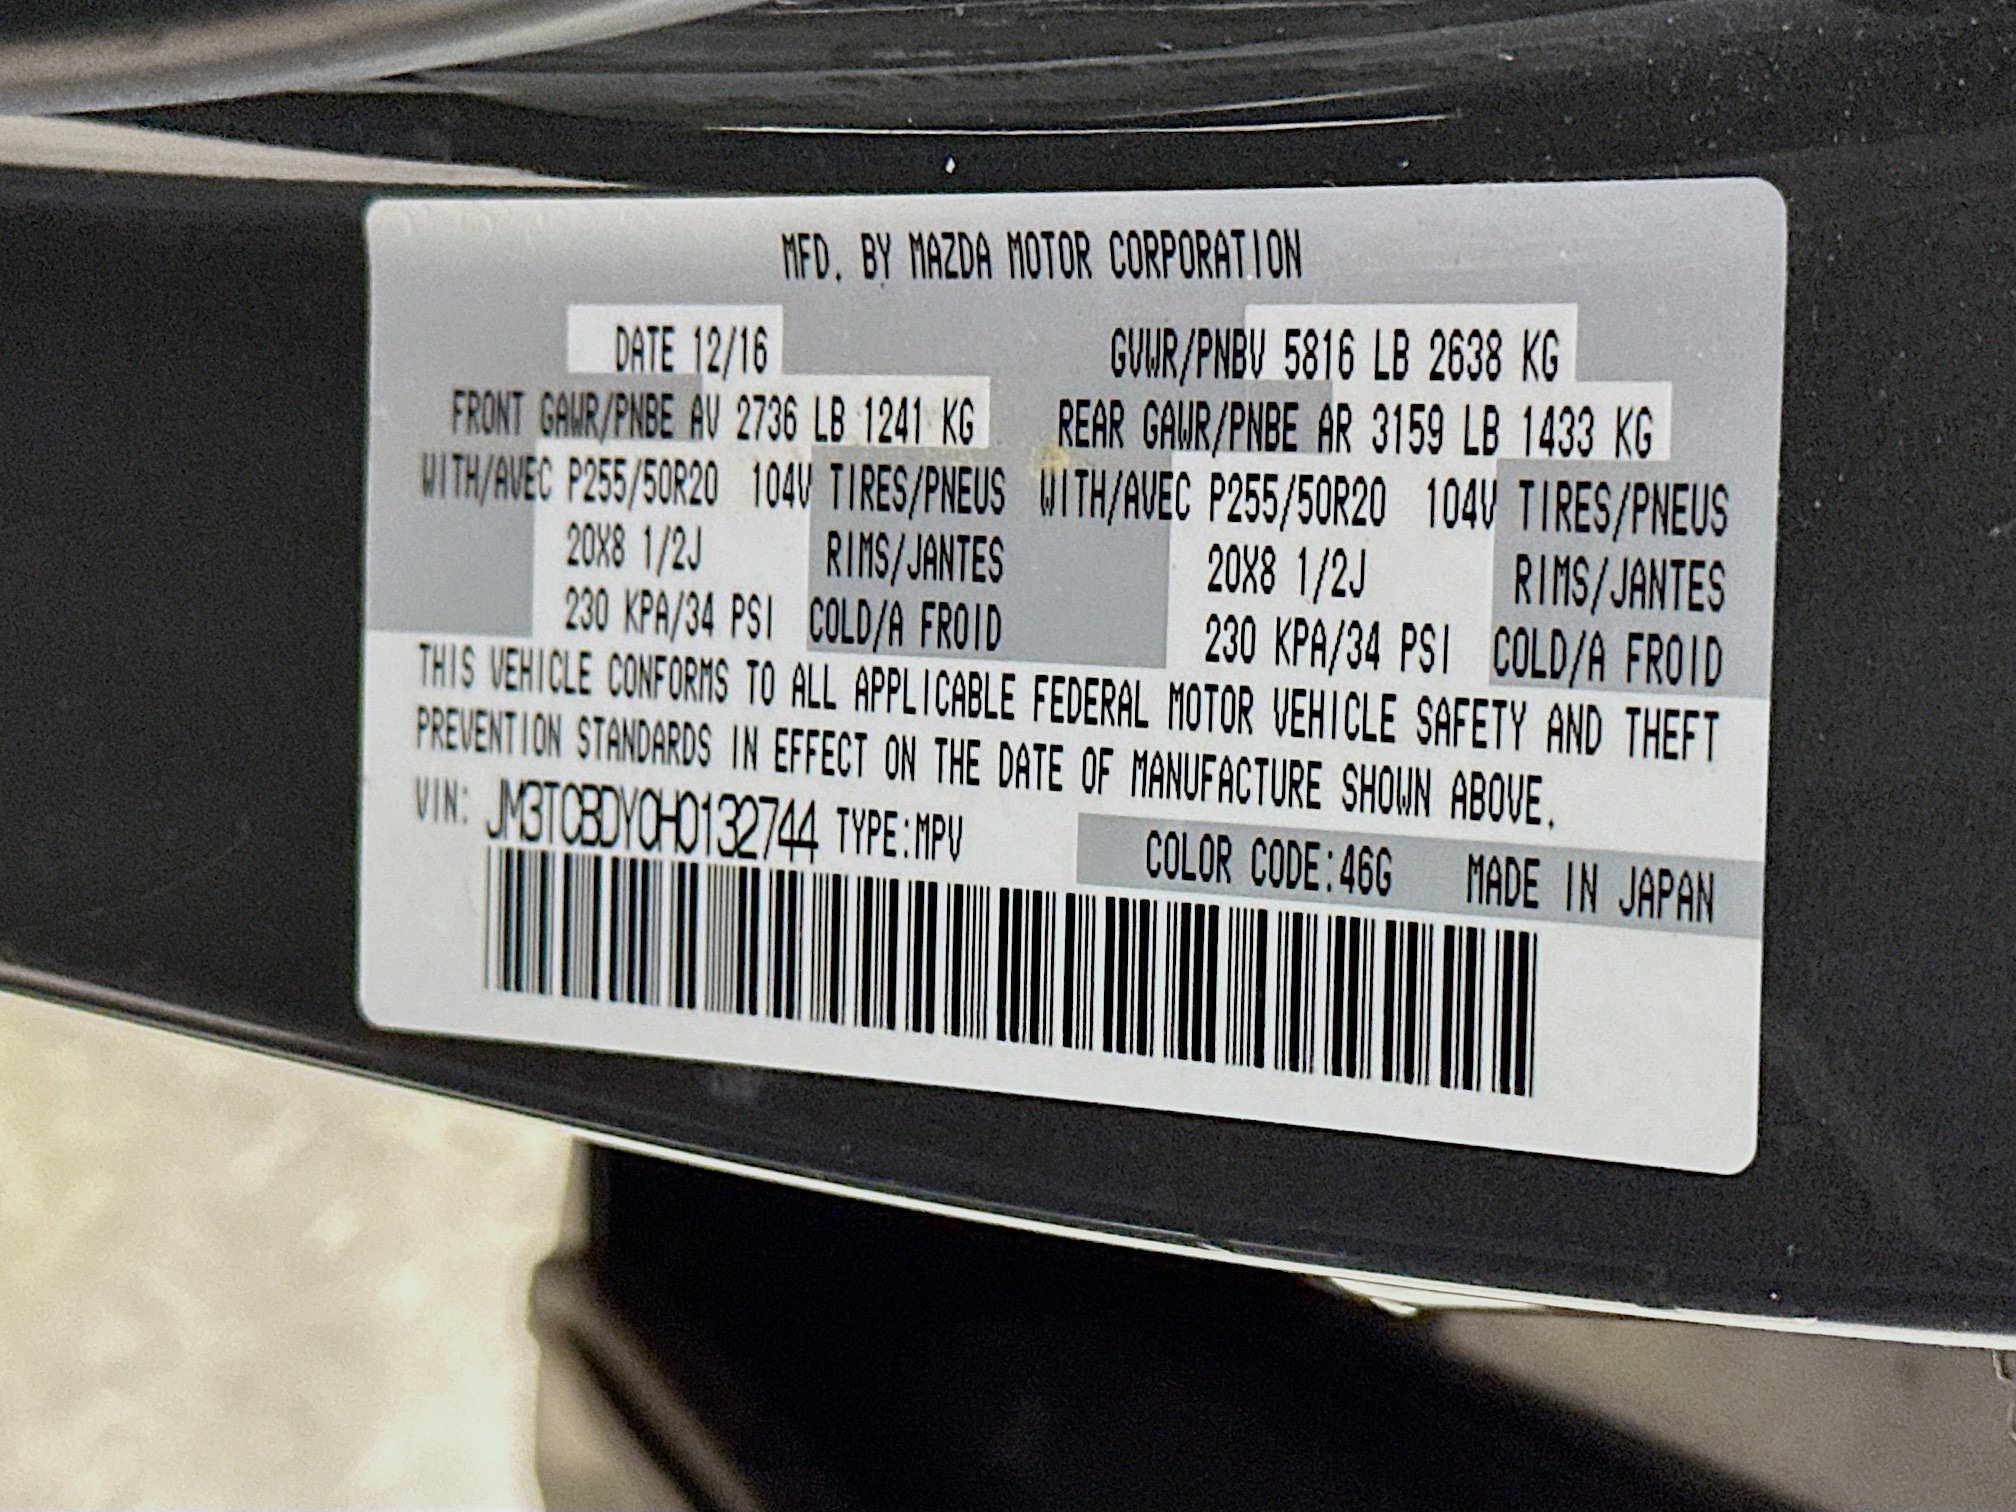 MFD. BY MAZDA MOTOR CORPORATION
DATE 12/16 GVWR/PNBV 5816 LB 2638 KG
FRONT GAWR/PNBE AV 2736 LB 1241 KG REAR GAWR/PNBE AR 3159 LB 1433 KG
WITH/AVEC P255/50R20 104V TIRES/PNEUS WITH/AVEC P255/50R20 104V TIRES/PNEUS
20X8 1/2J RIMS/JANTES 20X8 1/2J RIMS/JANTES
230 KPA/34 PSI COLD/A FROID 230 KPA/34 PSI COLD/A FROID
THIS VEHICLE CONFORMS TO ALL APPLICABLE FEDERAL MOTOR VEHICLE SAFETY AND THEFT
PREVENTION STANDARDS IN EFFECT ON THE DATE OF MANUFACTURE SHOWN ABOVE.
VIN: JM3TCBDY0H0132744 TYPE:MPV COLOR CODE:46G MADE IN JAPAN